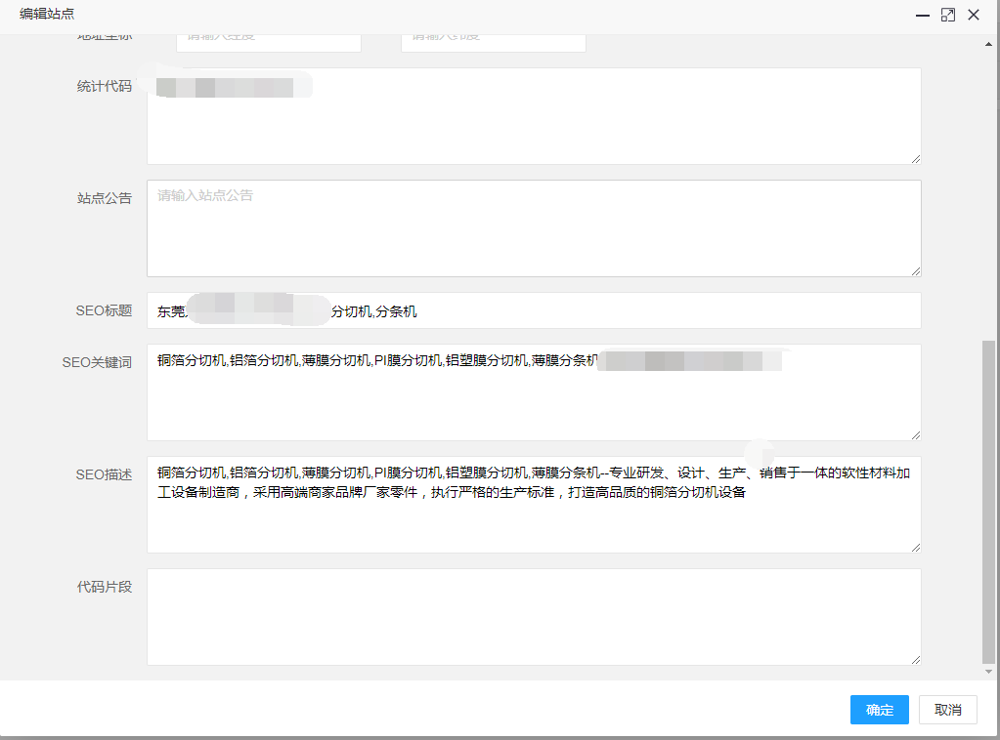 编辑站点
地址坐标 请输入经度 请输入纬度
统计代码
站点公告 请输入站点公告
SEO标题 东莞 分切机,分条机
SEO关键词 铜箔分切机,铝箔分切机,薄膜分切机,PI膜分切机,铝塑膜分切机,薄膜分条机
SEO描述 铜箔分切机,铝箔分切机,薄膜分切机,PI膜分切机,铝塑膜分切机,薄膜分条机--专业研发、设计、生产、销售于一体的软性材料加
工设备制造商，采用高端商家品牌厂家零件，执行严格的生产标准，打造高品质的铜箔分切机设备
代码片段
确定 取消